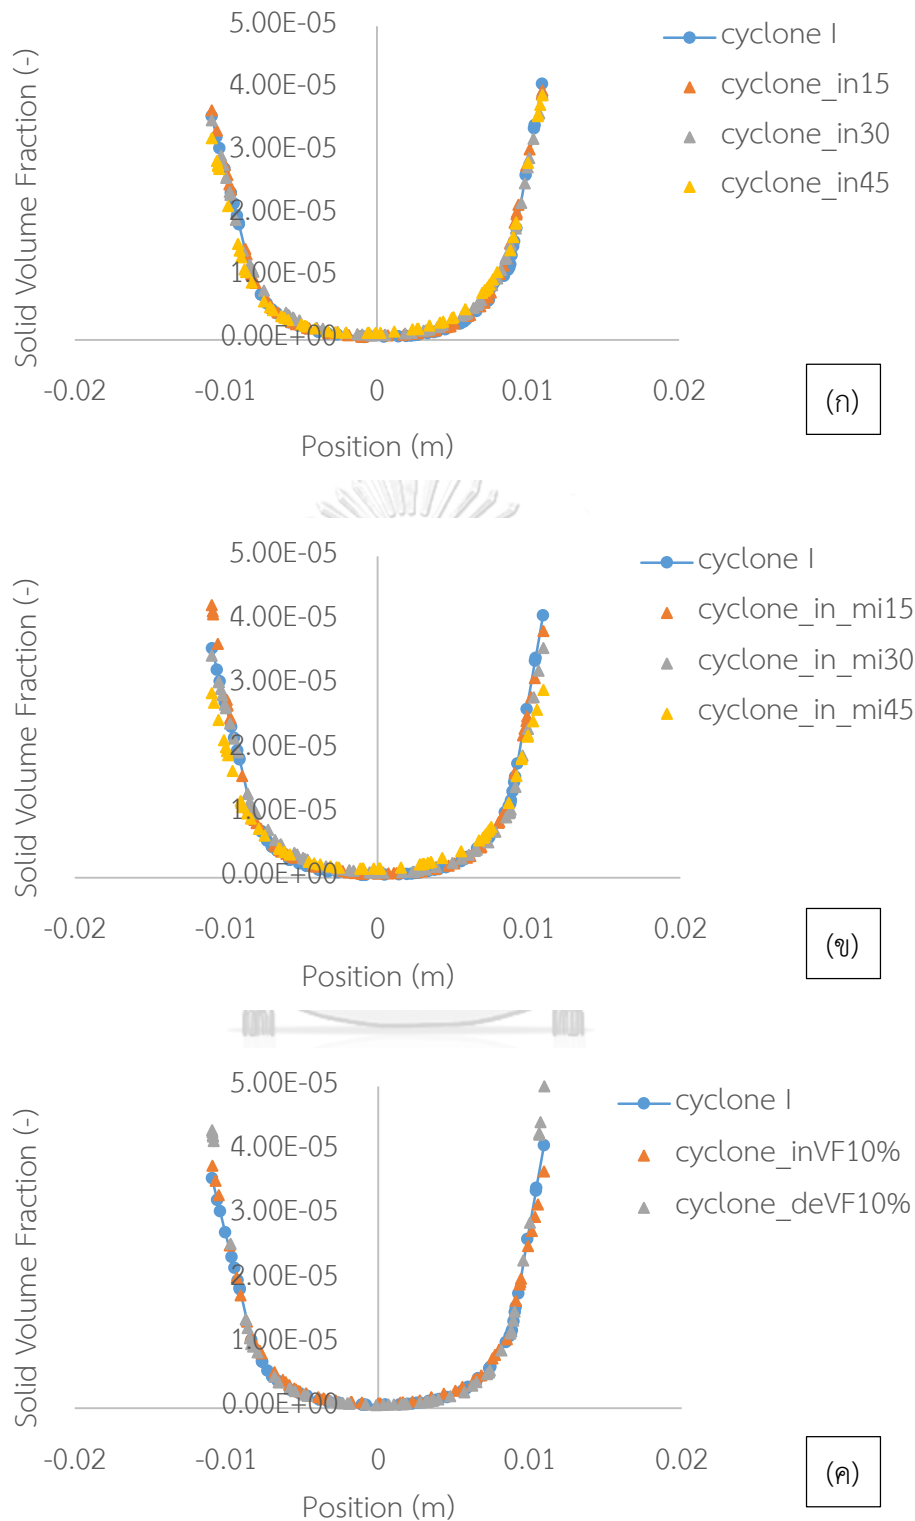 5.00E-05
4.00E-05
3.00E-05
2.00E-05
1.00E-05
0.00E+00
Solid Volume Fraction (-)
-0.02 -0.01 0 0.01 0.02
Position (m)
cyclone I
cyclone_in15
cyclone_in30
cyclone_in45
(ก)
5.00E-05
4.00E-05
3.00E-05
2.00E-05
1.00E-05
0.00E+00
Solid Volume Fraction (-)
-0.02 -0.01 0 0.01 0.02
Position (m)
cyclone I
cyclone_in_mi15
cyclone_in_mi30
cyclone_in_mi45
(ข)
5.00E-05
4.00E-05
3.00E-05
2.00E-05
1.00E-05
0.00E+00
Solid Volume Fraction (-)
-0.02 -0.01 0 0.01 0.02
Position (m)
cyclone I
cyclone_inVF10%
cyclone_deVF10%
(ค)